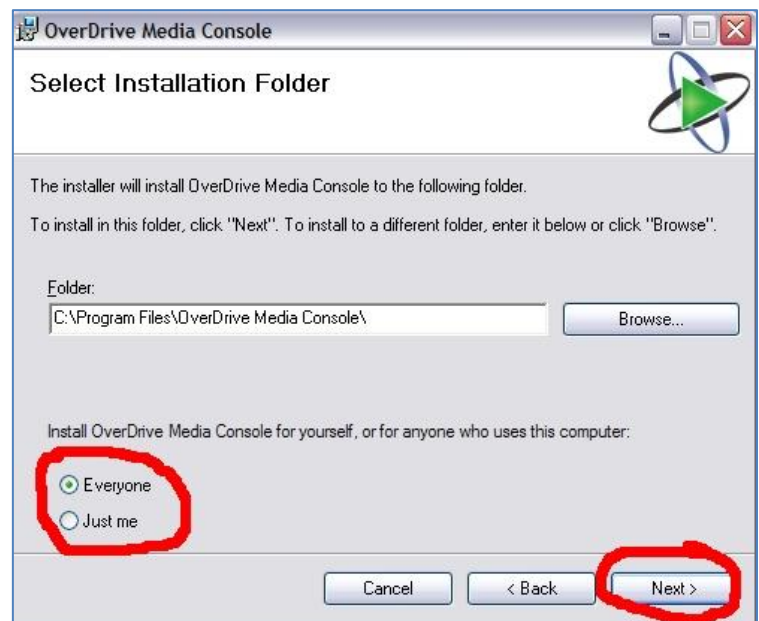 OverDrive Media Console
Select Installation Folder
The installer will install OverDrive Media Console to the following folder.
To install in this folder, click "Next". To install to a different folder, enter it below or click "Browse".
Folder:
C:\Program Files\OverDrive Media Console\
Browse...
Install OverDrive Media Console for yourself, or for anyone who uses this computer:
Everyone
Just me
Cancel
< Back
Next >